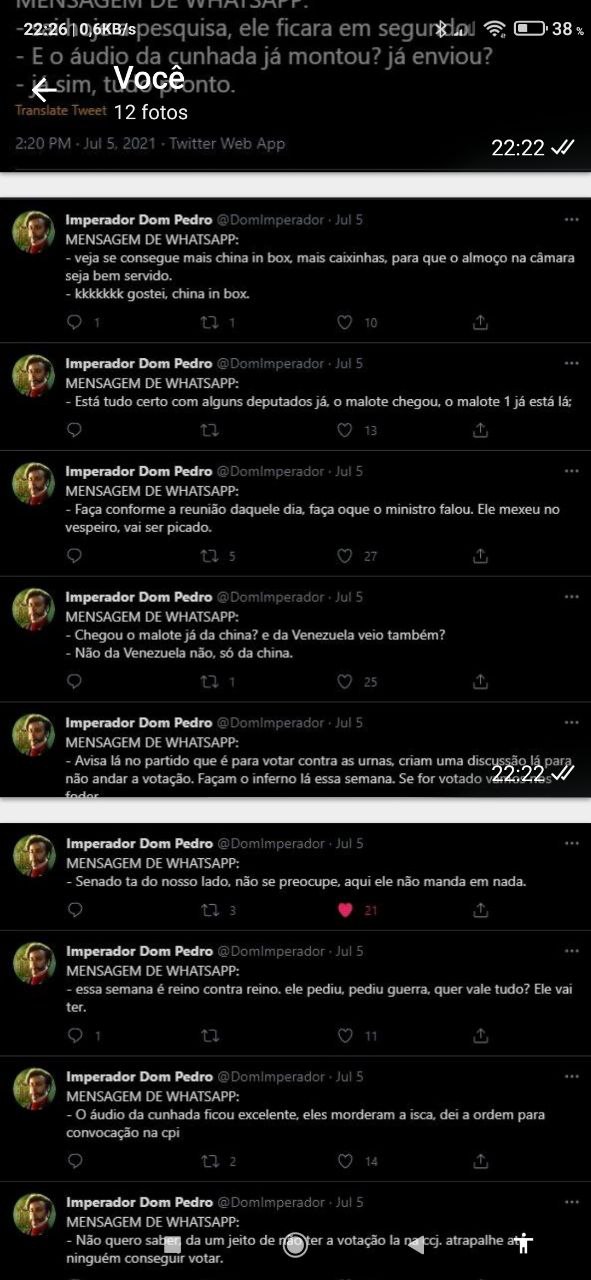 MENSAGEM DE WHATSAPP:
pesquisa, ele ficara em segundo!
22:26 | 0,6KB/s
38 %
- E o áudio da cunhada já montou? já enviou?
Você
- já sim, tudo pronto.
Translate Tweet
12 fotos
2:20 PM · Jul 5, 2021 · Twitter Web App
22:22
Imperador Dom Pedro @DomImperador · Jul 5
MENSAGEM DE WHATSAPP:
- veja se consegue mais china in box, mais caixinhas, para que o almoço na câmara
seja bem servido.
- kkkkkkk gostei, china in box.
1 1 10
Imperador Dom Pedro @DomImperador · Jul 5
MENSAGEM DE WHATSAPP:
- Está tudo certo com alguns deputados já, o malote chegou, o malote 1 já está lá;
13
Imperador Dom Pedro @DomImperador · Jul 5
MENSAGEM DE WHATSAPP:
- Faça conforme a reunião daquele dia, faça oque o ministro falou. Ele mexeu no
vespeiro, vai ser picado.
5 27
Imperador Dom Pedro @DomImperador · Jul 5
MENSAGEM DE WHATSAPP:
- Chegou o malote já da china? e da Venezuela veio também?
- Não da Venezuela não, só da china.
1 25
Imperador Dom Pedro @DomImperador · Jul 5
MENSAGEM DE WHATSAPP:
- Avisa lá no partido que é para votar contra as urnas, criam uma discussão lá para
não andar a votação. Façam o inferno lá essa semana. Se for votado vamos nos
foder
22:22
Imperador Dom Pedro @DomImperador · Jul 5
MENSAGEM DE WHATSAPP:
- Senado ta do nosso lado, não se preocupe, aqui ele não manda em nada.
3 21
Imperador Dom Pedro @DomImperador · Jul 5
MENSAGEM DE WHATSAPP:
- essa semana é reino contra reino. ele pediu, pediu guerra, quer vale tudo? Ele vai
ter.
1 11
Imperador Dom Pedro @DomImperador · Jul 5
MENSAGEM DE WHATSAPP:
- O áudio da cunhada ficou excelente, eles morderam a isca, dei a ordem para
convocação na cpi
2 14
Imperador Dom Pedro @DomImperador · Jul 5
MENSAGEM DE WHATSAPP:
- Não quero saber, da um jeito de não ter a votação la na ccj. atrapalhe
ninguém conseguir votar.